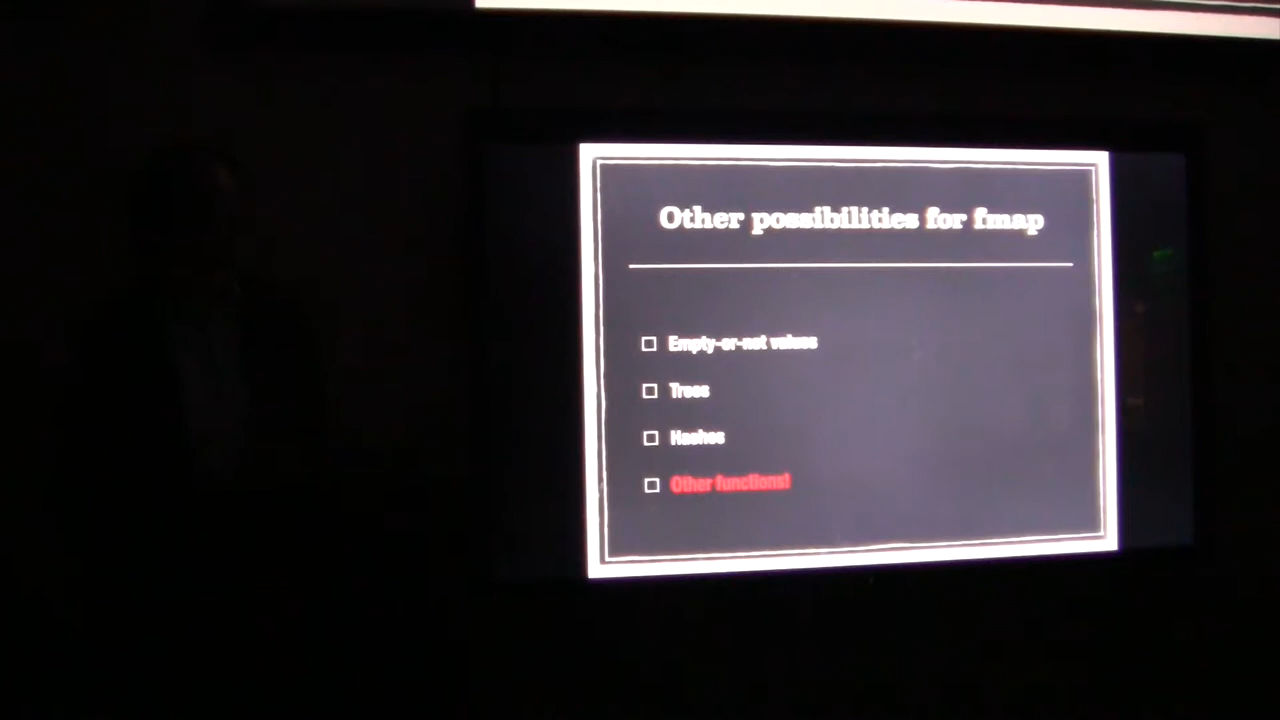 Other possibilities for fmap
Empty-or-not values
Trees
Hashes
Other functions!